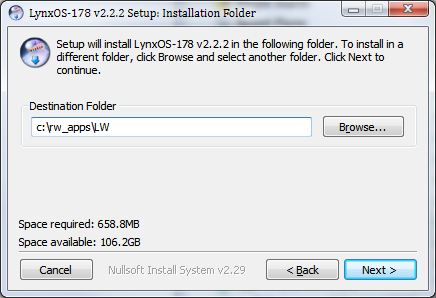 LynxOS-178 v2.2.2 Setup: Installation Folder
Setup will install LynxOS-178 v2.2.2 in the following folder. To install in a
different folder, click Browse and select another folder. Click Next to
continue.
Destination Folder
c:\rw_apps\LW
Browse...
Space required: 658.8MB
Space available: 106.2GB
Cancel
Nullsoft Install System v2.29
< Back
Next >